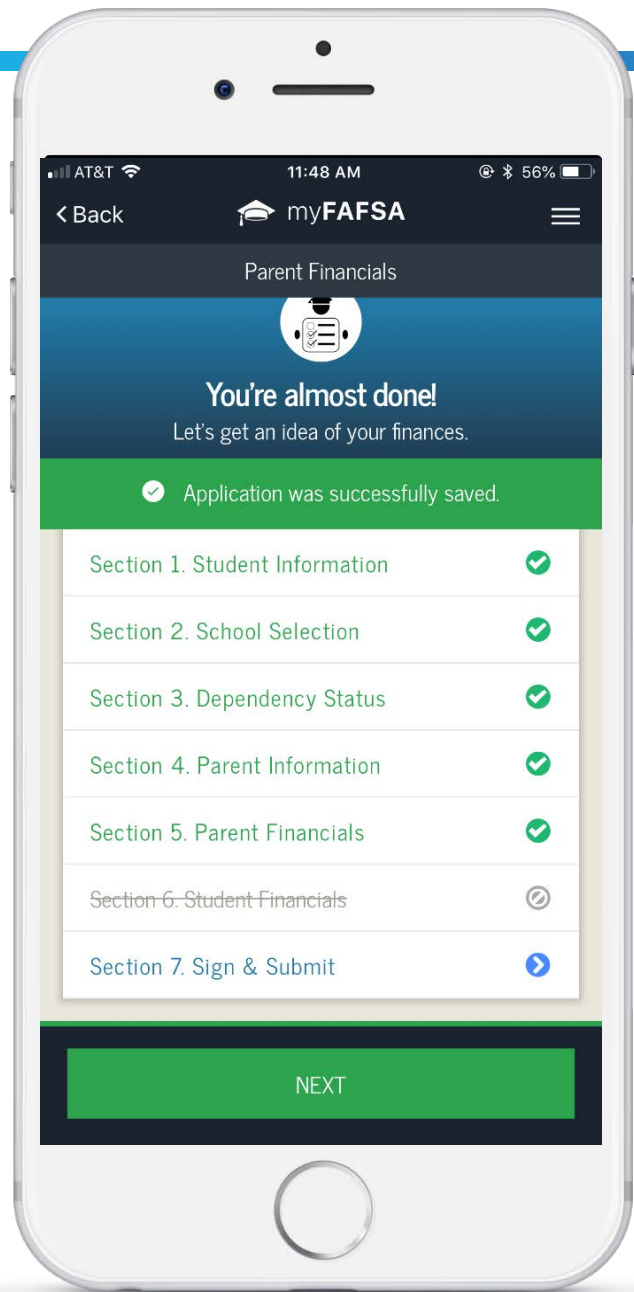 AT&T 11:48 AM 56%
Back myFAFSA
Parent Financials
You're almost done!
Let's get an idea of your finances.
Application was successfully saved.
Section 1. Student Information
Section 2. School Selection
Section 3. Dependency Status
Section 4. Parent Information
Section 5. Parent Financials
Section 6. Student Financials
Section 7. Sign & Submit
NEXT